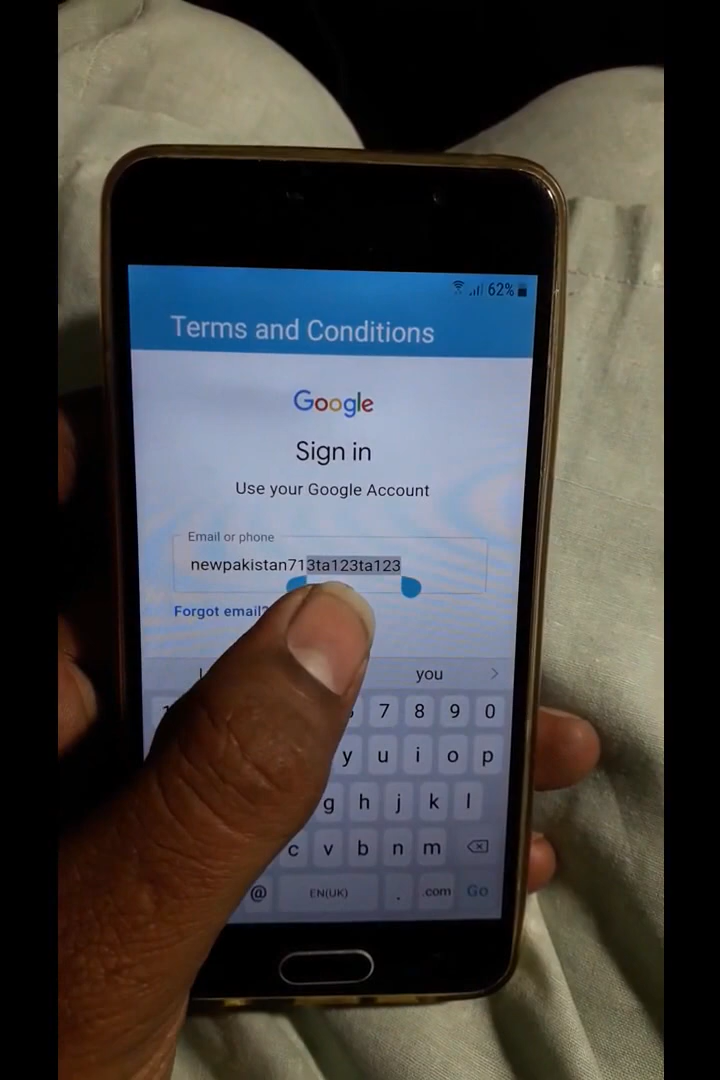 62%
Terms and Conditions
Google
Sign in
Use your Google Account
Email or phone
newpakistan713ta123ta123
Forgot email?
you >
7 8 9 0
y u i o p
g h j k l
c v b n m
@ EN(UK) . .com Go